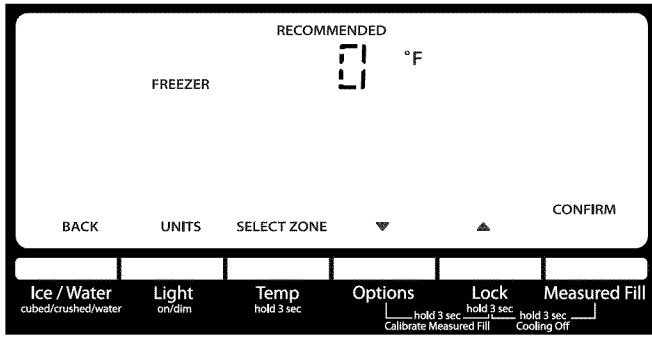 RECOMMENDED
FREEZER 0 °F
CONFIRM
BACK UNITS SELECT ZONE ▼ ▲
Ice / Water Light Temp Options Lock Measured Fill
cubed/crushed/water on/dim hold 3 sec hold 3 sec
hold 3 sec hold 3 sec
Calibrate Measured Fill Cooling Off